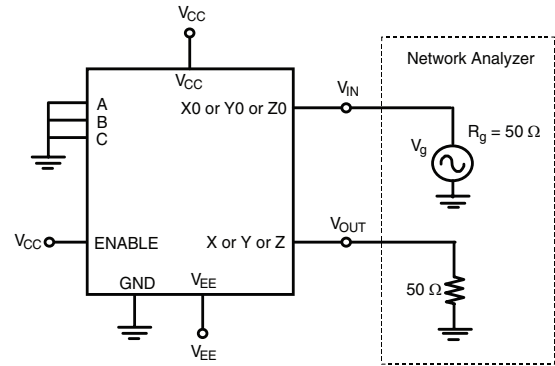 VCC
VCC
A
B
C
X0 or Y0 or Z0
VIN
Network Analyzer
Vg
Rg = 50 Ω
VCC
ENABLE
X or Y or Z
VOUT
GND
VEE
50 Ω
VEE